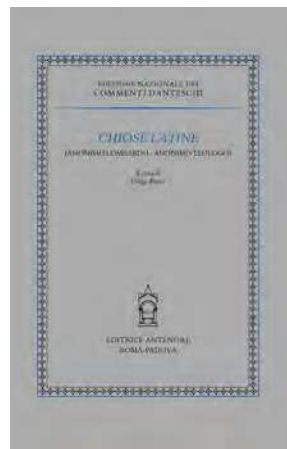 EDIZIONE NAZIONALE DEI
COMMENTI DANTESCHI
CHIOSE LATINE
(ANONIMO LOMBARDO - ANONIMO TEOLOGO)
A cura di
EDITRICE ANTENORE
ROMA-PADOVA